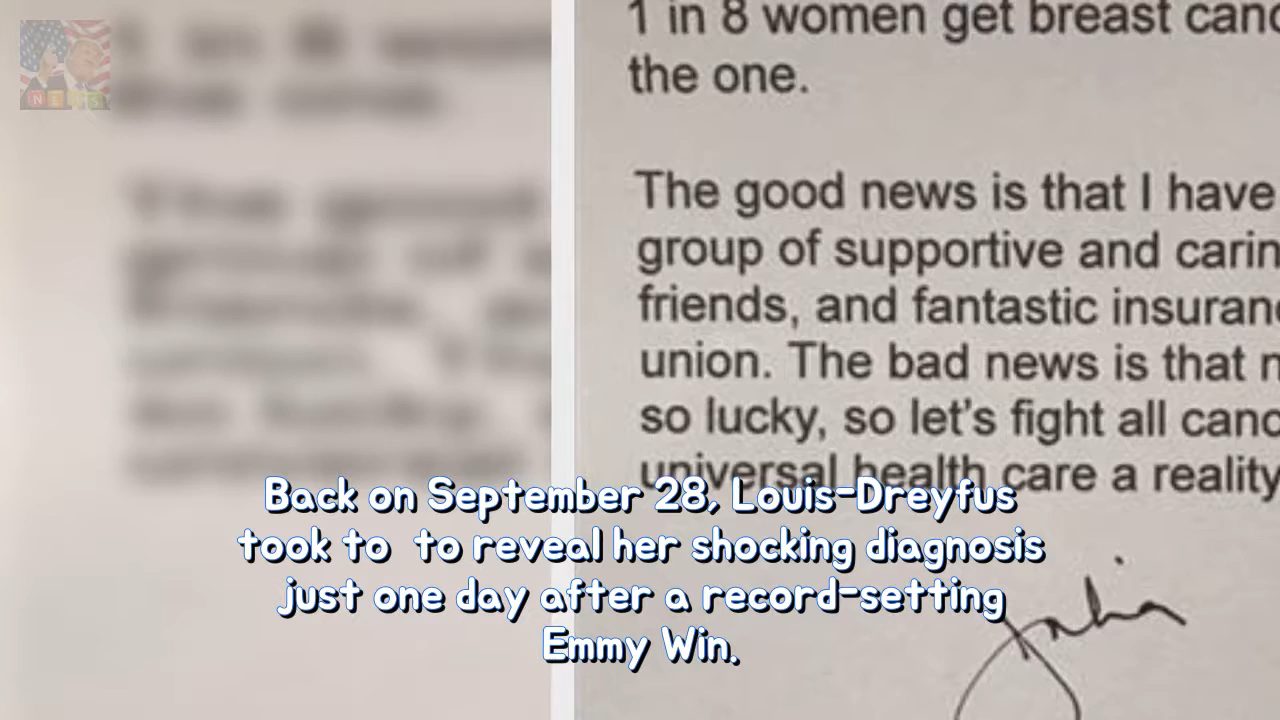 1 in 8 women get breast canc
the one.
The good news is that I have
group of supportive and carin
friends, and fantastic insuran
union. The bad news is that n
so lucky, so let's fight all canc
universal health care a reality
Julia
Back on September 28, Louis-Dreyfus
took to to reveal her shocking diagnosis
just one day after a record-setting
Emmy Win.
NEWS